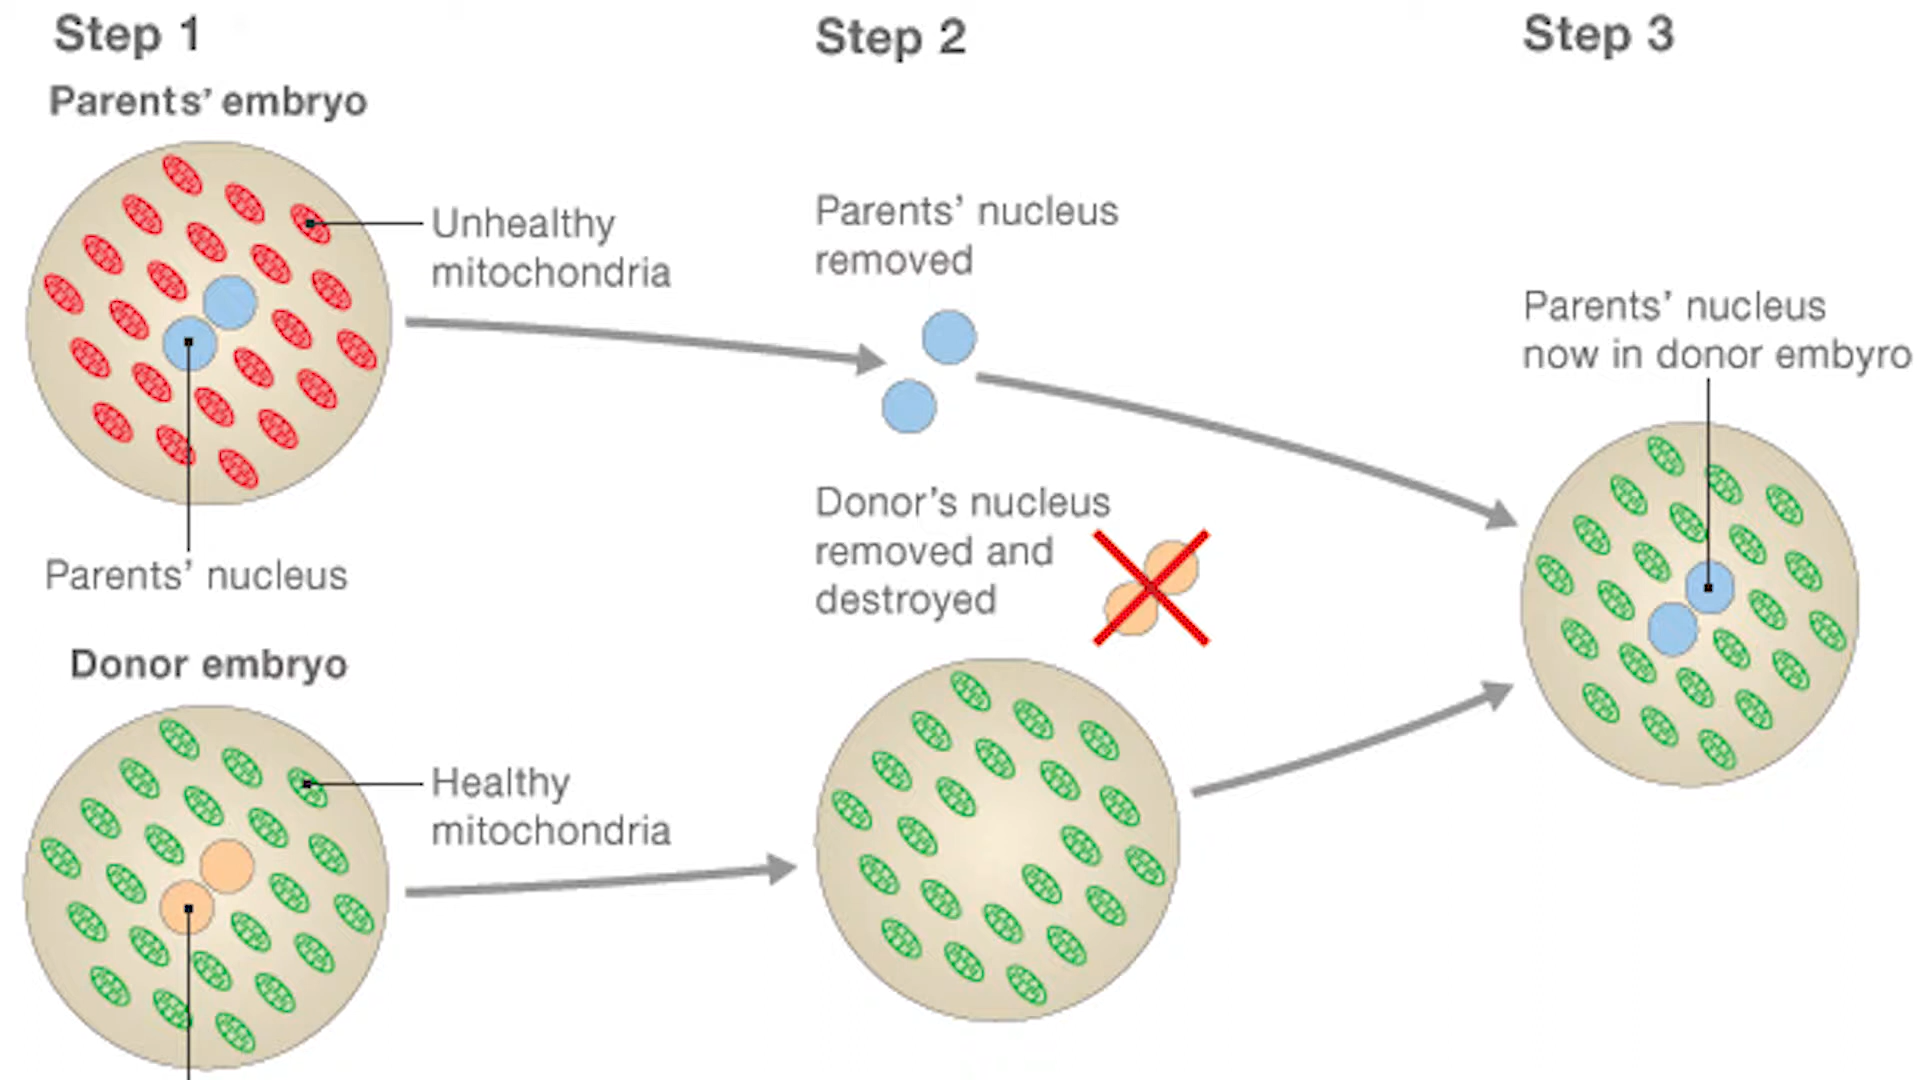 Step 1
Parents' embryo
Unhealthy
mitochondria
Parents' nucleus
Donor embryo
Healthy
mitochondria
Step 2
Parents' nucleus
removed
Donor's nucleus
removed and
destroyed
Step 3
Parents' nucleus
now in donor embyro